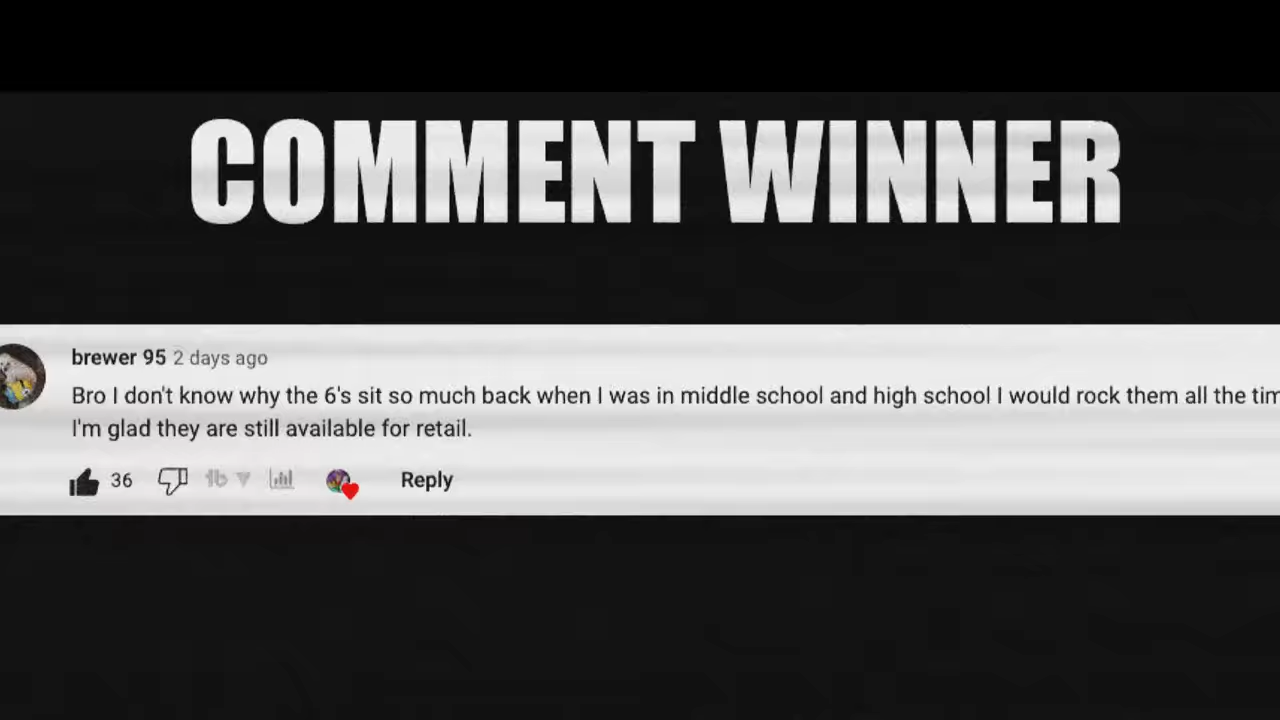 COMMENT WINNER
brewer 95 2 days ago
Bro I don't know why the 6's sit so much back when I was in middle school and high school I would rock them all the tim
I'm glad they are still available for retail.
36 Reply